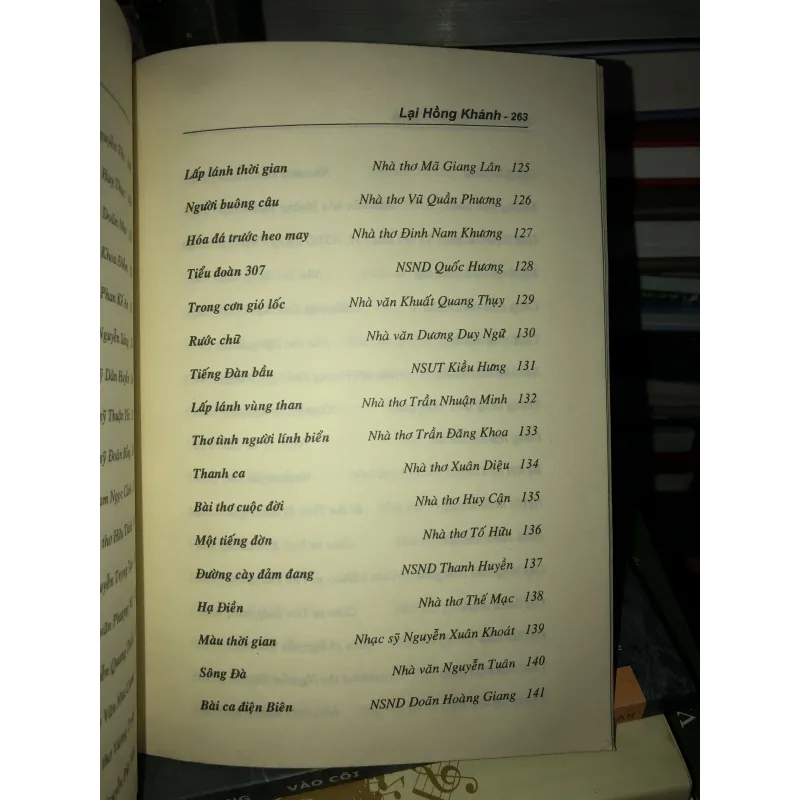 Lại Hồng Khánh - 263
Lấp lánh thời gian Nhà thơ Mã Giang Lân 125
Người buông câu Nhà thơ Vũ Quần Phương 126
Hóa đá trước heo may Nhà thơ Đinh Nam Khương 127
Tiểu đoàn 307 NSND Quốc Hương 128
Trong cơn gió lốc Nhà văn Khuất Quang Thụy 129
Rước chữ Nhà văn Dương Duy Ngữ 130
Tiếng Đàn bầu NSUT Kiều Hưng 131
Lấp lánh vùng than Nhà thơ Trần Nhuận Minh 132
Thơ tình người lính biển Nhà thơ Trần Đăng Khoa 133
Thanh ca Nhà thơ Xuân Diệu 134
Bài thơ cuộc đời Nhà thơ Huy Cận 135
Một tiếng đờn Nhà thơ Tố Hữu 136
Đường cày đảm đang NSND Thanh Huyền 137
Hạ Điền Nhà thơ Thế Mạc 138
Màu thời gian Nhạc sỹ Nguyễn Xuân Khoát 139
Sông Đà Nhà văn Nguyễn Tuân 140
Bài ca điện Biên NSND Doãn Hoàng Giang 141
VÀO CÕI